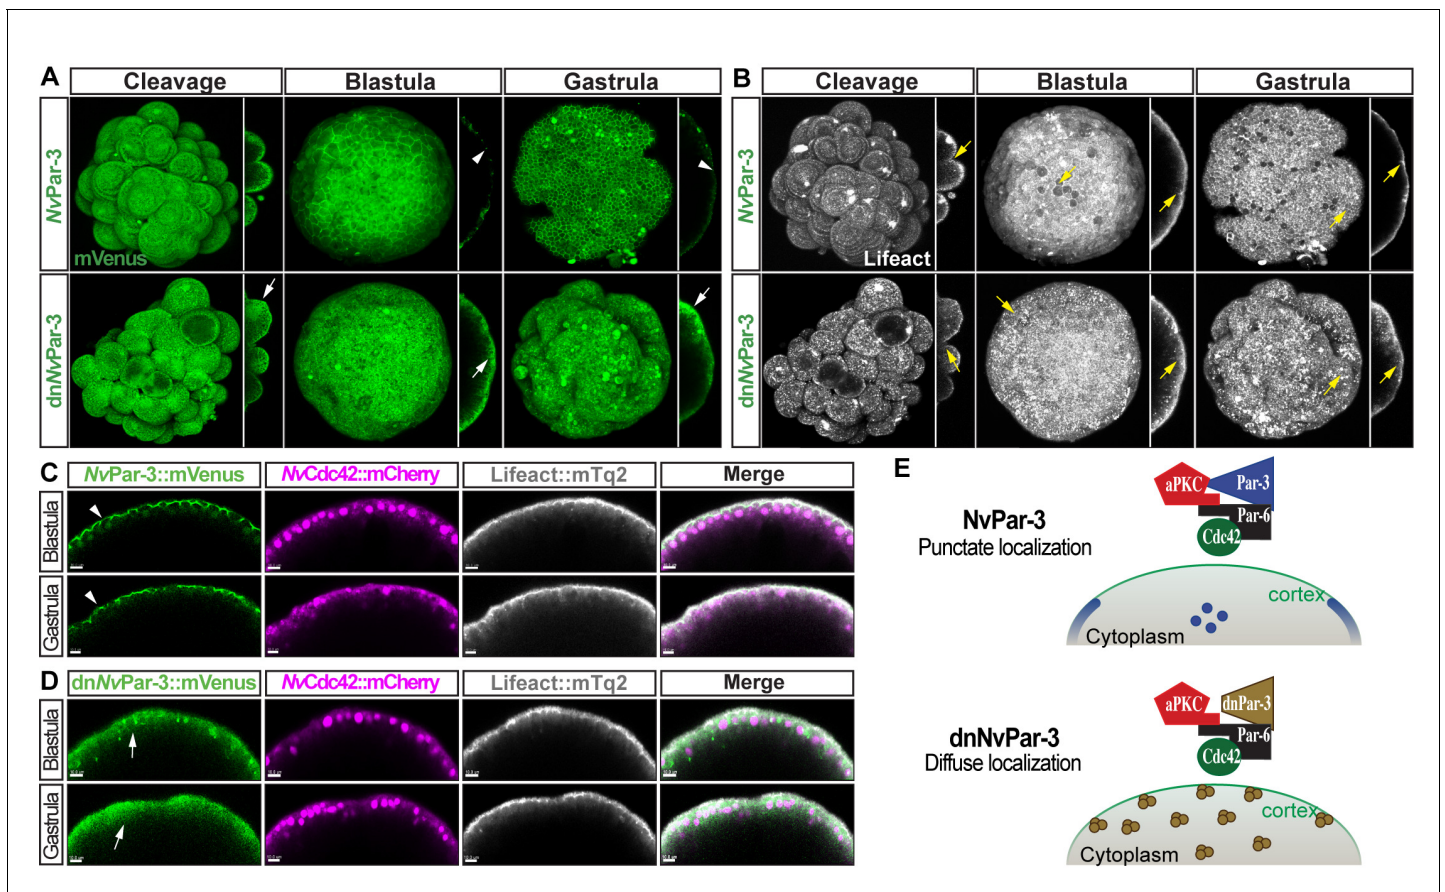 A
Cleavage
Blastula
Gastrula
NvPar-3
mVenus
dnNvPar-3
B
Cleavage
Blastula
Gastrula
NvPar-3
Lifeact
dnNvPar-3
C
NvPar-3::mVenus
NvCdc42::mCherry
Lifeact::mTq2
Merge
Blastula
Gastrula
D
dnNvPar-3::mVenus
NvCdc42::mCherry
Lifeact::mTq2
Merge
Blastula
Gastrula
E
aPKC
Par-3
Par-6
Cdc42
NvPar-3
Punctate localization
cortex
Cytoplasm
aPKC
dnPar-3
Par-6
Cdc42
dnNvPar-3
Diffuse localization
cortex
Cytoplasm